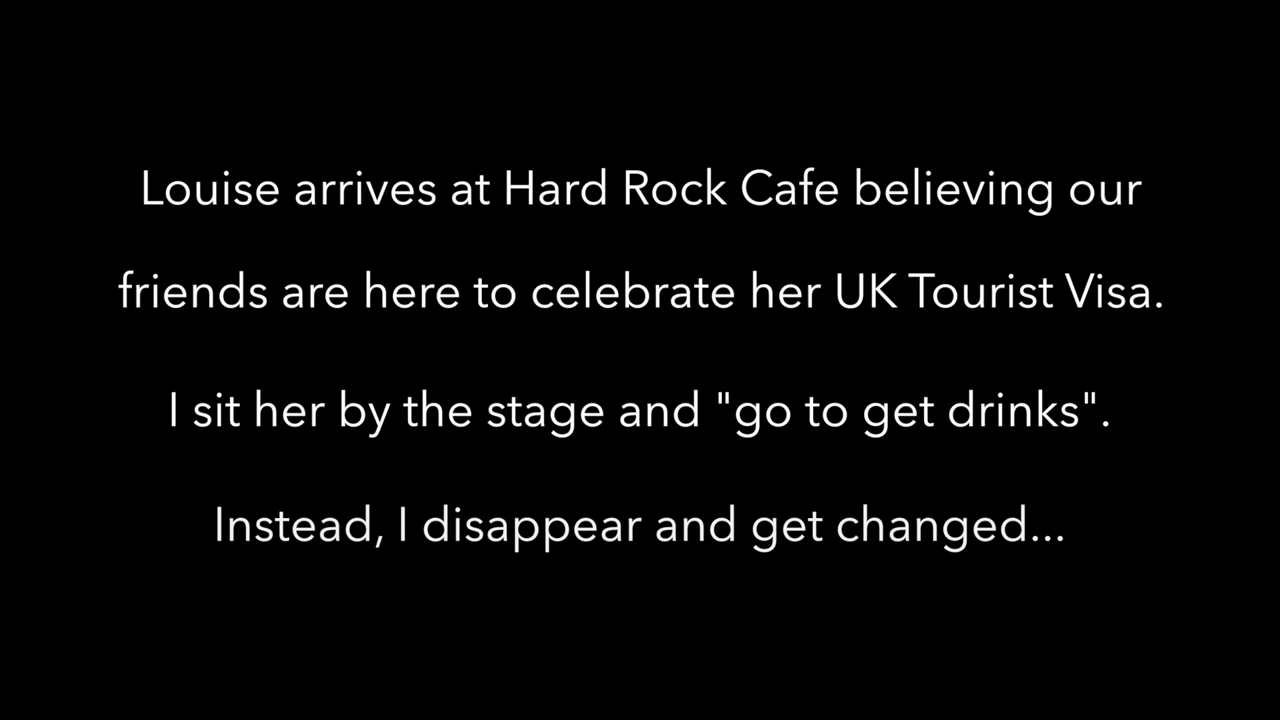 Louise arrives at Hard Rock Cafe believing our
friends are here to celebrate her UK Tourist Visa.
I sit her by the stage and "go to get drinks".
Instead, I disappear and get changed...